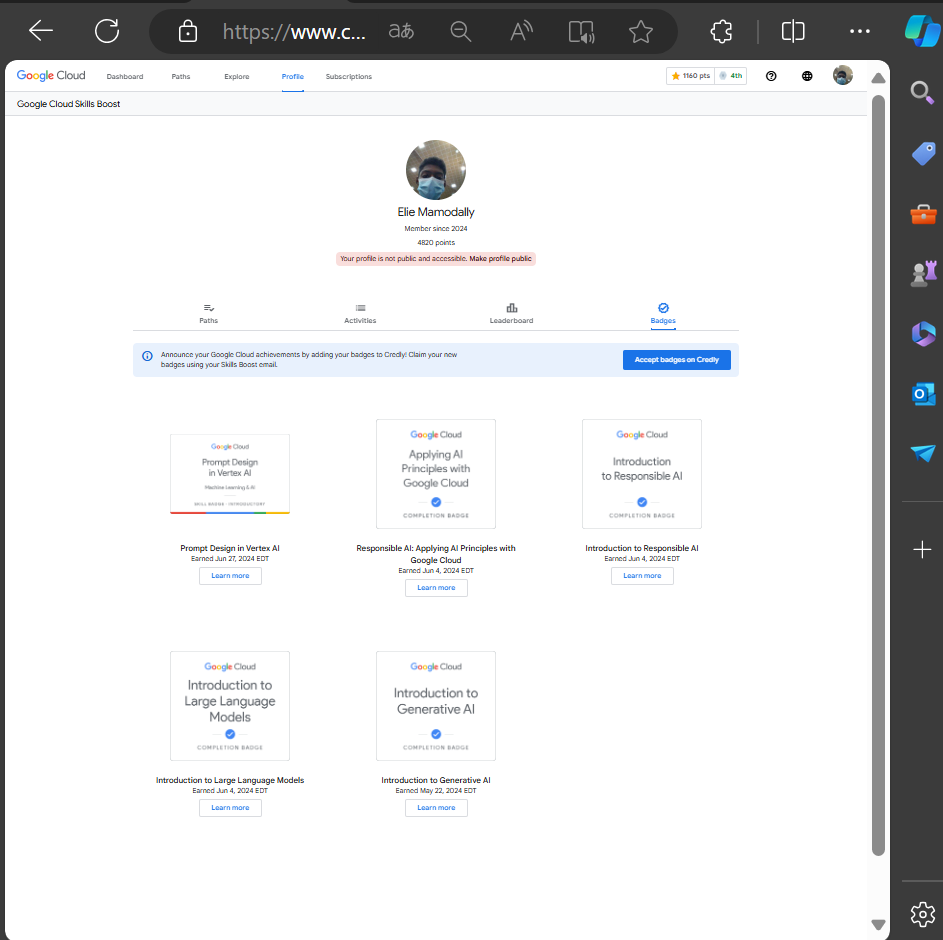 https://www.c...
Google Cloud
Dashboard
Paths
Explore
Profile
Subscriptions
1160 pts
4th
Google Cloud Skills Boost
Elie Mamodally
Member since 2024
4820 points
Your profile is not public and accessible. Make profile public
Paths
Activities
Leaderboard
Badges
Announce your Google Cloud achievements by adding your badges to Credly! Claim your new
badges using your Skills Boost email.
Accept badges on Credly
Google Cloud
Prompt Design
in Vertex AI
Machine Learning & AI
SKILL BADGE · INTRODUCTORY
Prompt Design in Vertex AI
Earned Jun 27, 2024 EDT
Learn more
Google Cloud
Applying AI
Principles with
Google Cloud
COMPLETION BADGE
Responsible AI: Applying AI Principles with
Google Cloud
Earned Jun 4, 2024 EDT
Learn more
Google Cloud
Introduction
to Responsible AI
COMPLETION BADGE
Introduction to Responsible AI
Earned Jun 4, 2024 EDT
Learn more
Google Cloud
Introduction to
Large Language
Models
COMPLETION BADGE
Introduction to Large Language Models
Earned Jun 4, 2024 EDT
Learn more
Google Cloud
Introduction to
Generative AI
COMPLETION BADGE
Introduction to Generative AI
Earned May 22, 2024 EDT
Learn more